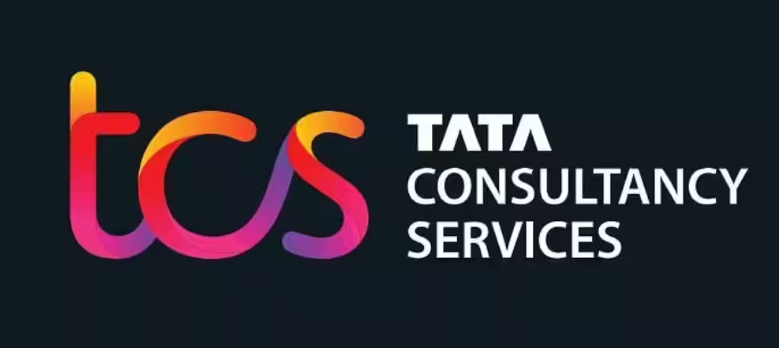 tcs
TATA
CONSULTANCY
SERVICES